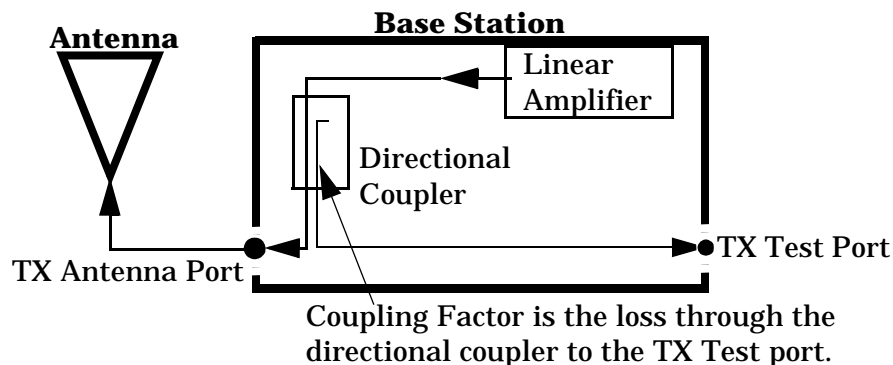 Base Station
Antenna
Linear
Amplifier
Directional
Coupler
TX Antenna Port
TX Test Port
Coupling Factor is the loss through the
directional coupler to the TX Test port.